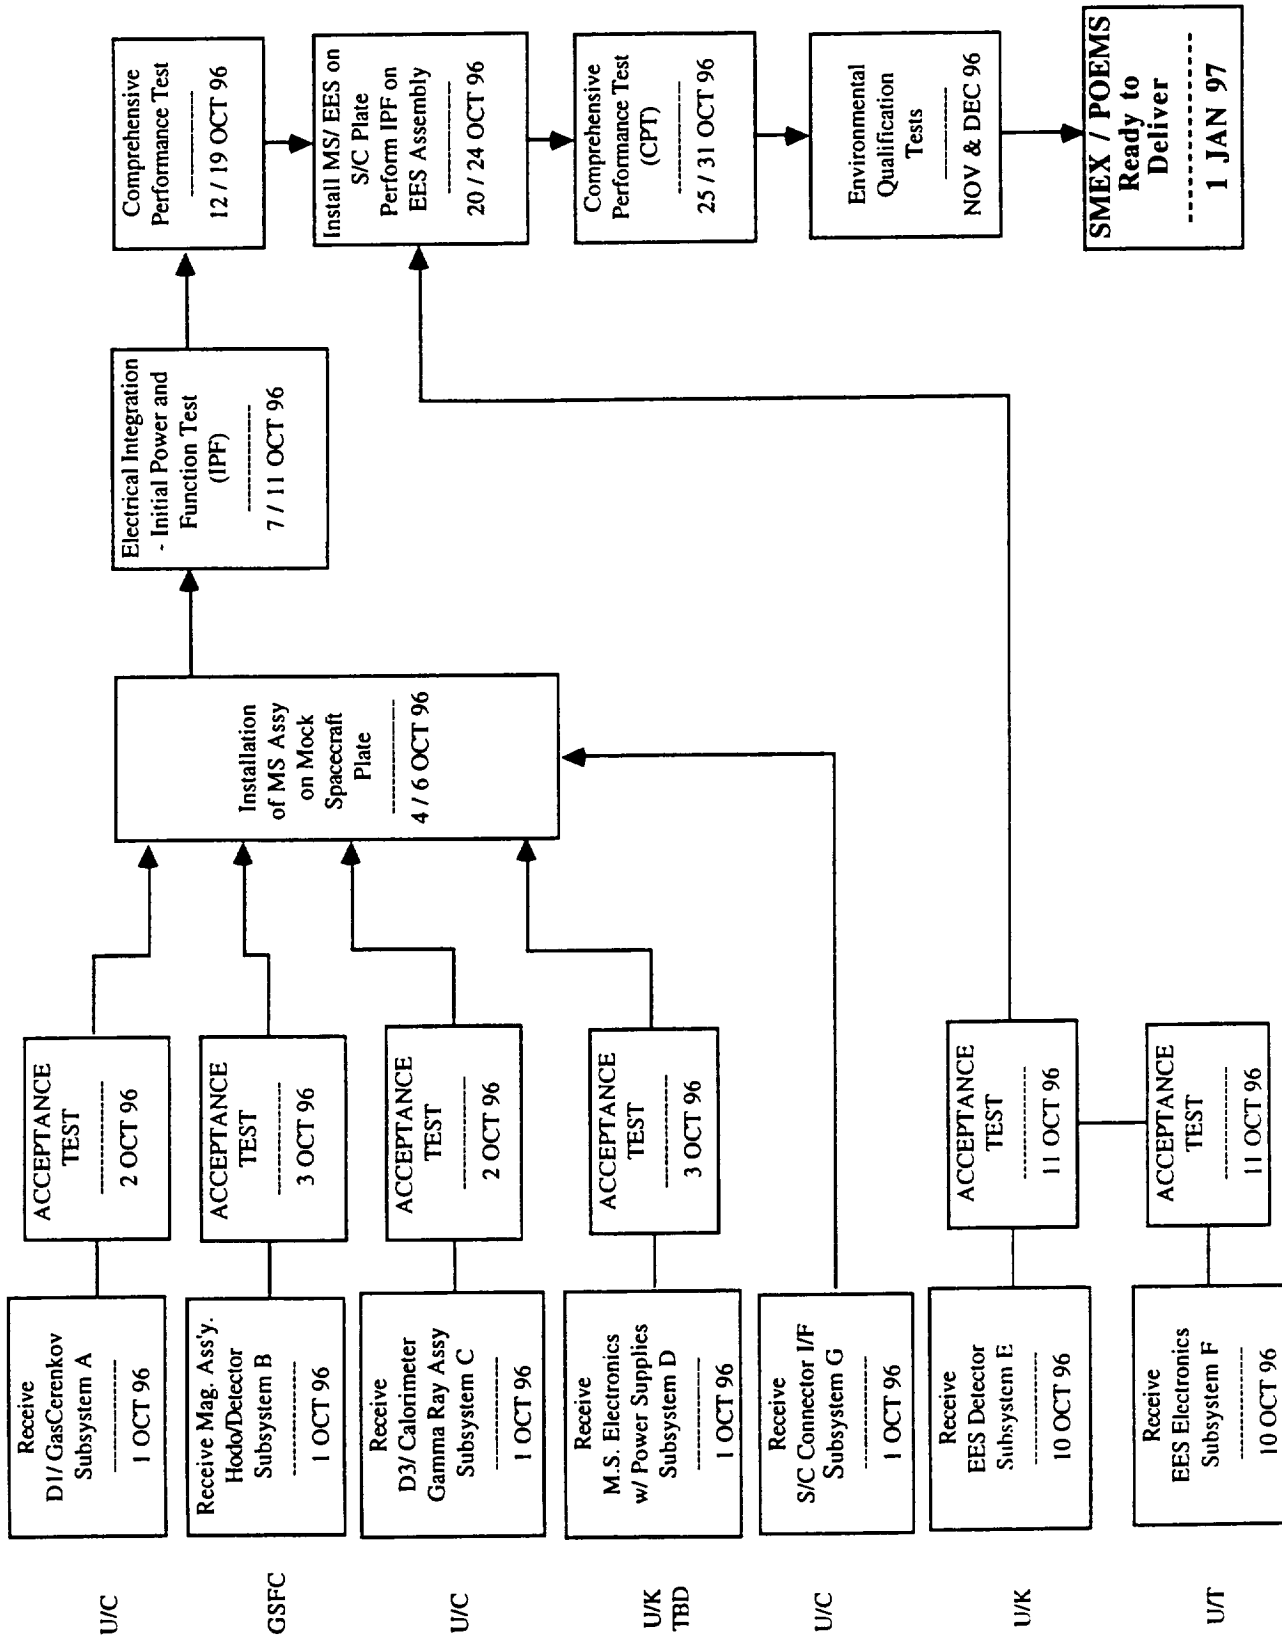 U/C
Receive
D1/ GasCerenkov
Subsystem A
-----------
1 OCT 96
ACCEPTANCE
TEST
-----------
2 OCT 96
GSFC
Receive Mag. Ass'y.
Hodo/Detector
Subsystem B
-----------
1 OCT 96
ACCEPTANCE
TEST
-----------
3 OCT 96
U/C
Receive
D3/ Calorimeter
Gamma Ray Assy
Subsystem C
-----------
1 OCT 96
ACCEPTANCE
TEST
-----------
2 OCT 96
U/K
TBD
Receive
M.S. Electronics
w/ Power Supplies
Subsystem D
-----------
1 OCT 96
ACCEPTANCE
TEST
-----------
3 OCT 96
U/C
Receive
S/C Connector I/F
Subsystem G
-----------
1 OCT 96
U/K
Receive
EES Detector
Subsystem E
-----------
10 OCT 96
ACCEPTANCE
TEST
-----------
11 OCT 96
U/T
Receive
EES Electronics
Subsystem F
-----------
10 OCT 96
ACCEPTANCE
TEST
-----------
11 OCT 96
Installation
of MS Assy
on Mock
Spacecraft
Plate
-----------
4 / 6 OCT 96
Electrical Integration
- Initial Power and
Function Test
(IPF)
-----------
7 / 11 OCT 96
Comprehensive
Performance Test
-----------
12 / 19 OCT 96
Install MS/ EES on
S/C Plate
Perform IPF on
EES Assembly
-----------
20 / 24 OCT 96
Comprehensive
Performance Test
(CPT)
-----------
25 / 31 OCT 96
Environmental
Qualification
Tests
-----------
NOV & DEC 96
SMEX / POEMS
Ready to
Deliver
-----------
1 JAN 97